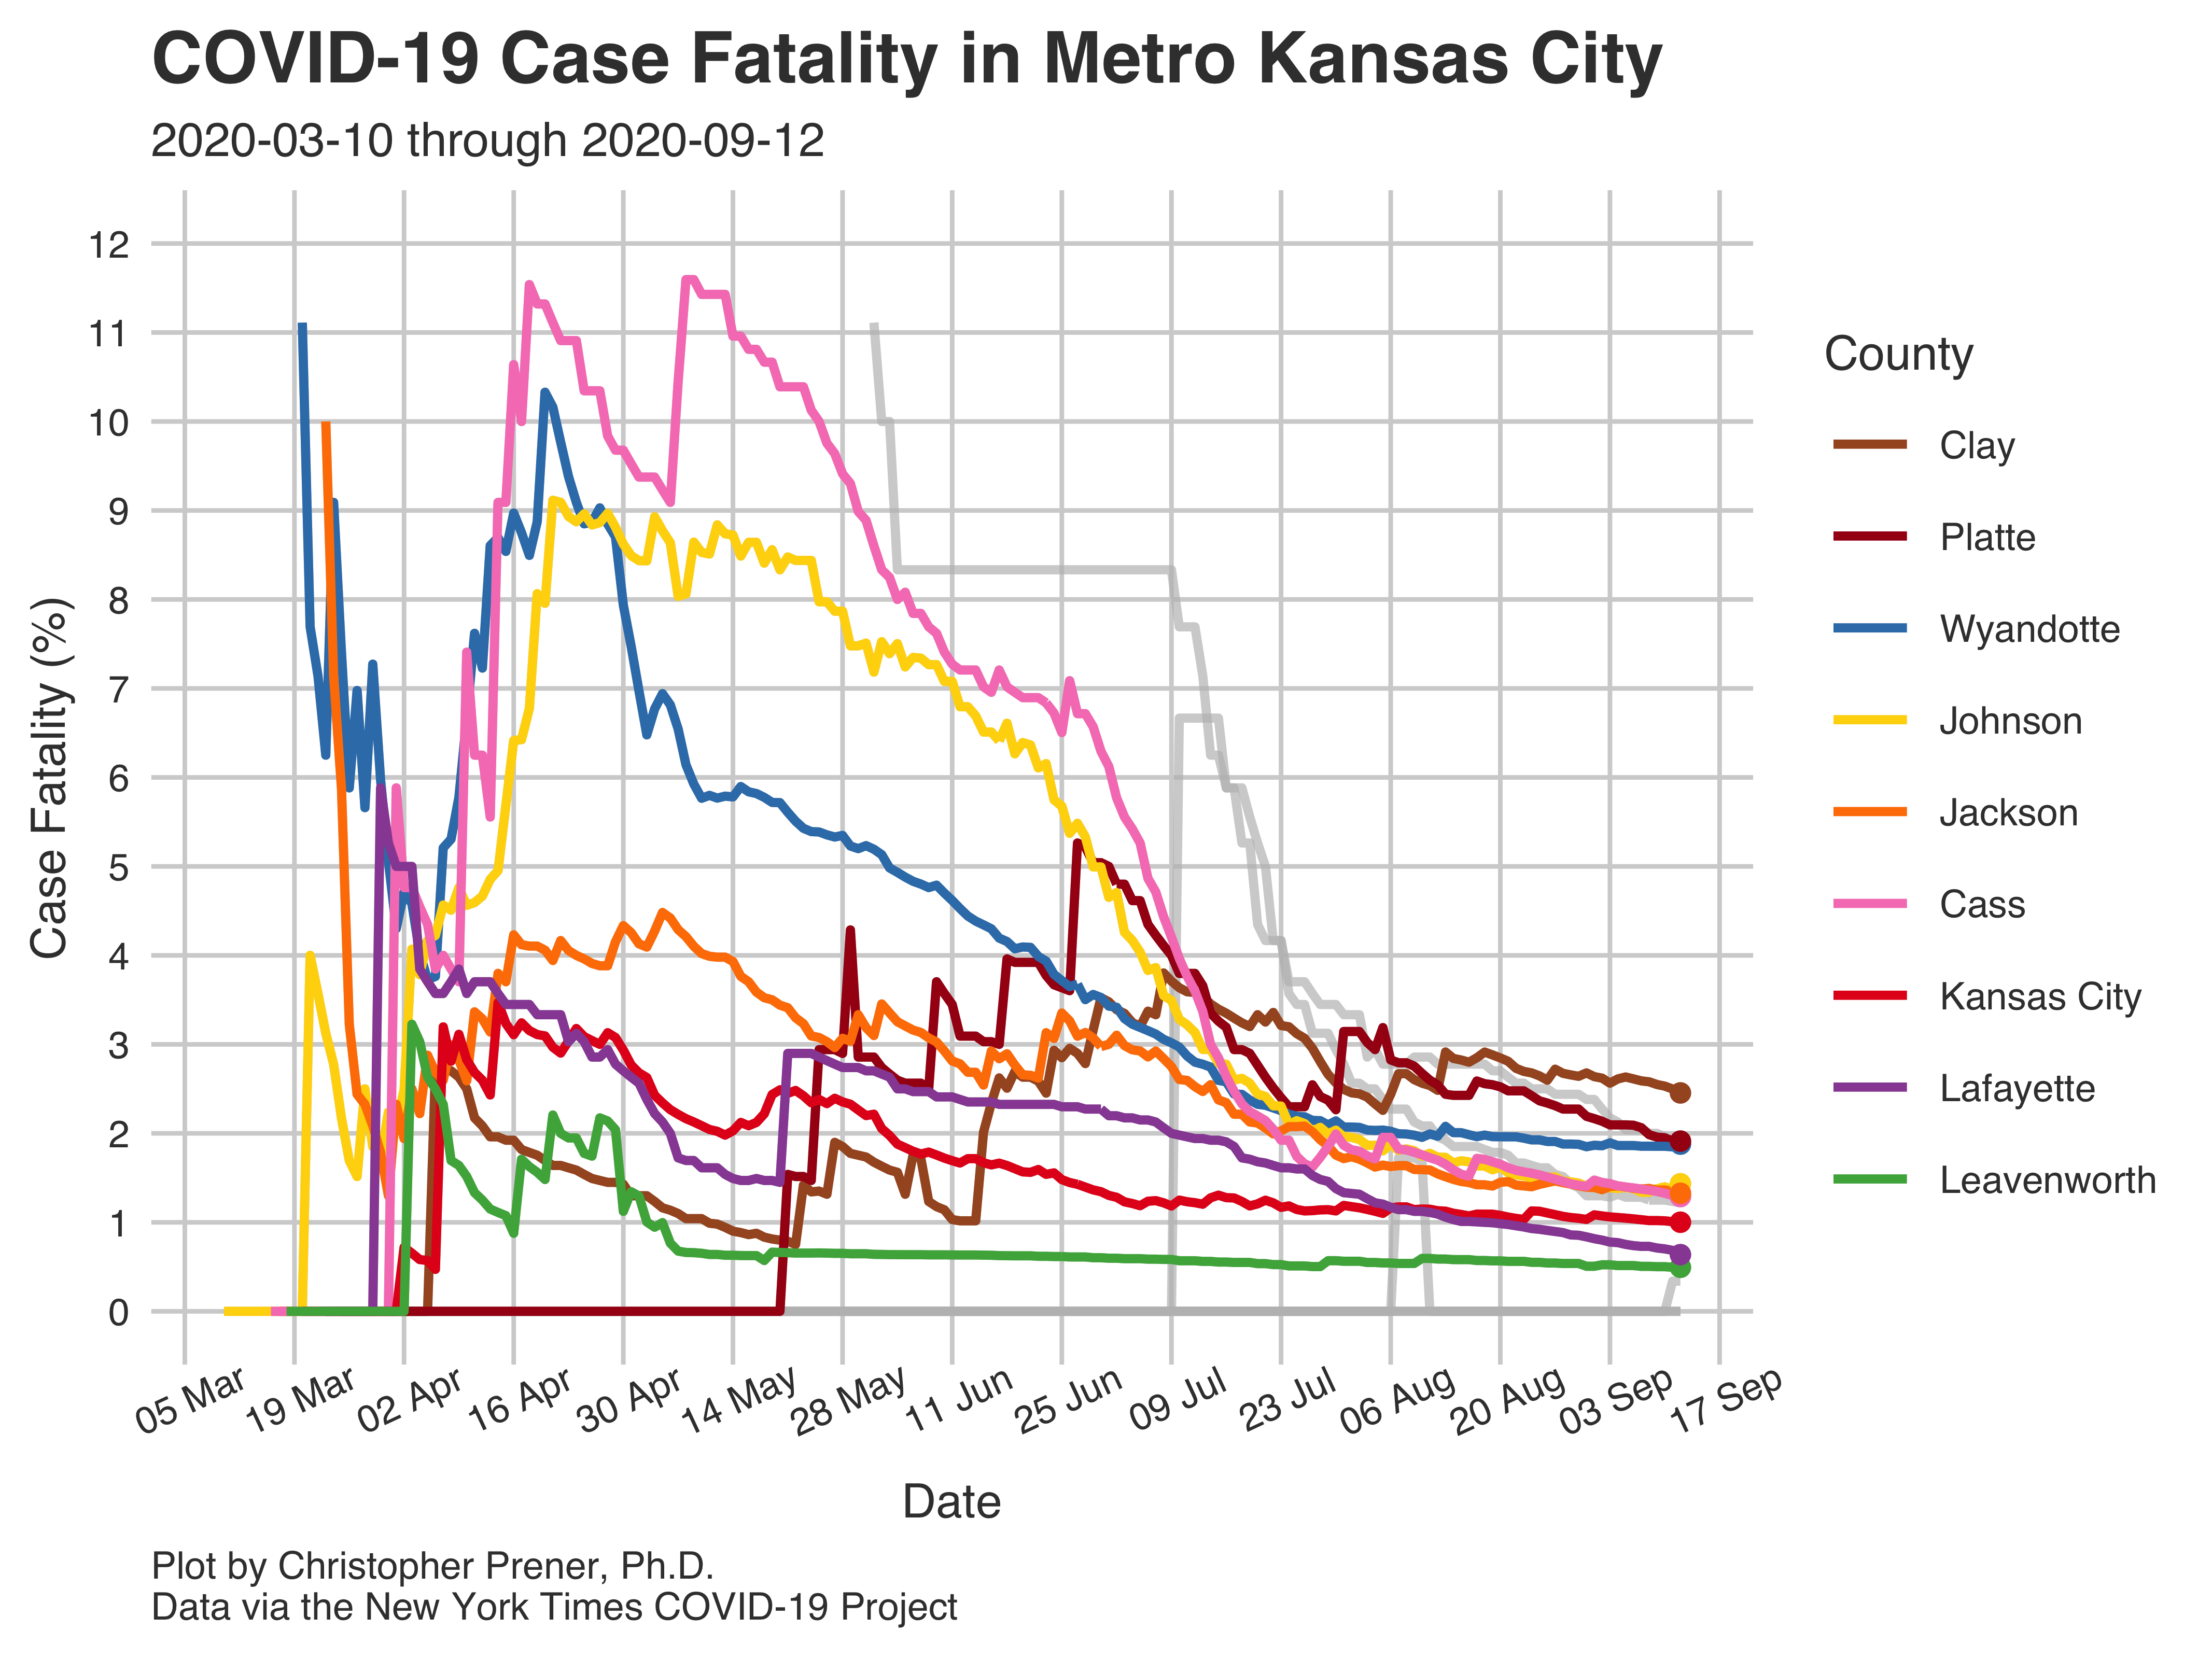 COVID-19 Case Fatality in Metro Kansas City
2020-03-10 through 2020-09-12
Case Fatality (%)
12
11
10
9
8
7
6
5
4
3
2
1
0
05 Mar
19 Mar
02 Apr
16 Apr
30 Apr
14 May
28 May
11 Jun
25 Jun
09 Jul
23 Jul
06 Aug
20 Aug
03 Sep
17 Sep
Date
County
Clay
Platte
Wyandotte
Johnson
Jackson
Cass
Kansas City
Lafayette
Leavenworth
Plot by Christopher Prener, Ph.D.
Data via the New York Times COVID-19 Project